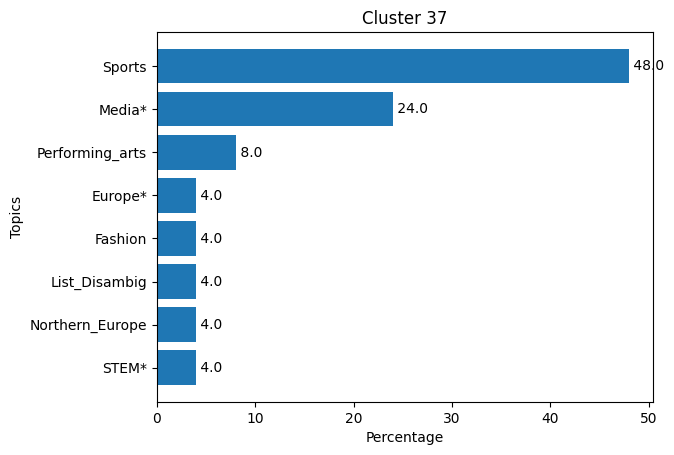 Cluster 37
Sports 48.0
Media* 24.0
Performing_arts 8.0
Europe* 4.0
Fashion 4.0
List_Disambig 4.0
Northern_Europe 4.0
STEM* 4.0
Topics
0 10 20 30 40 50
Percentage